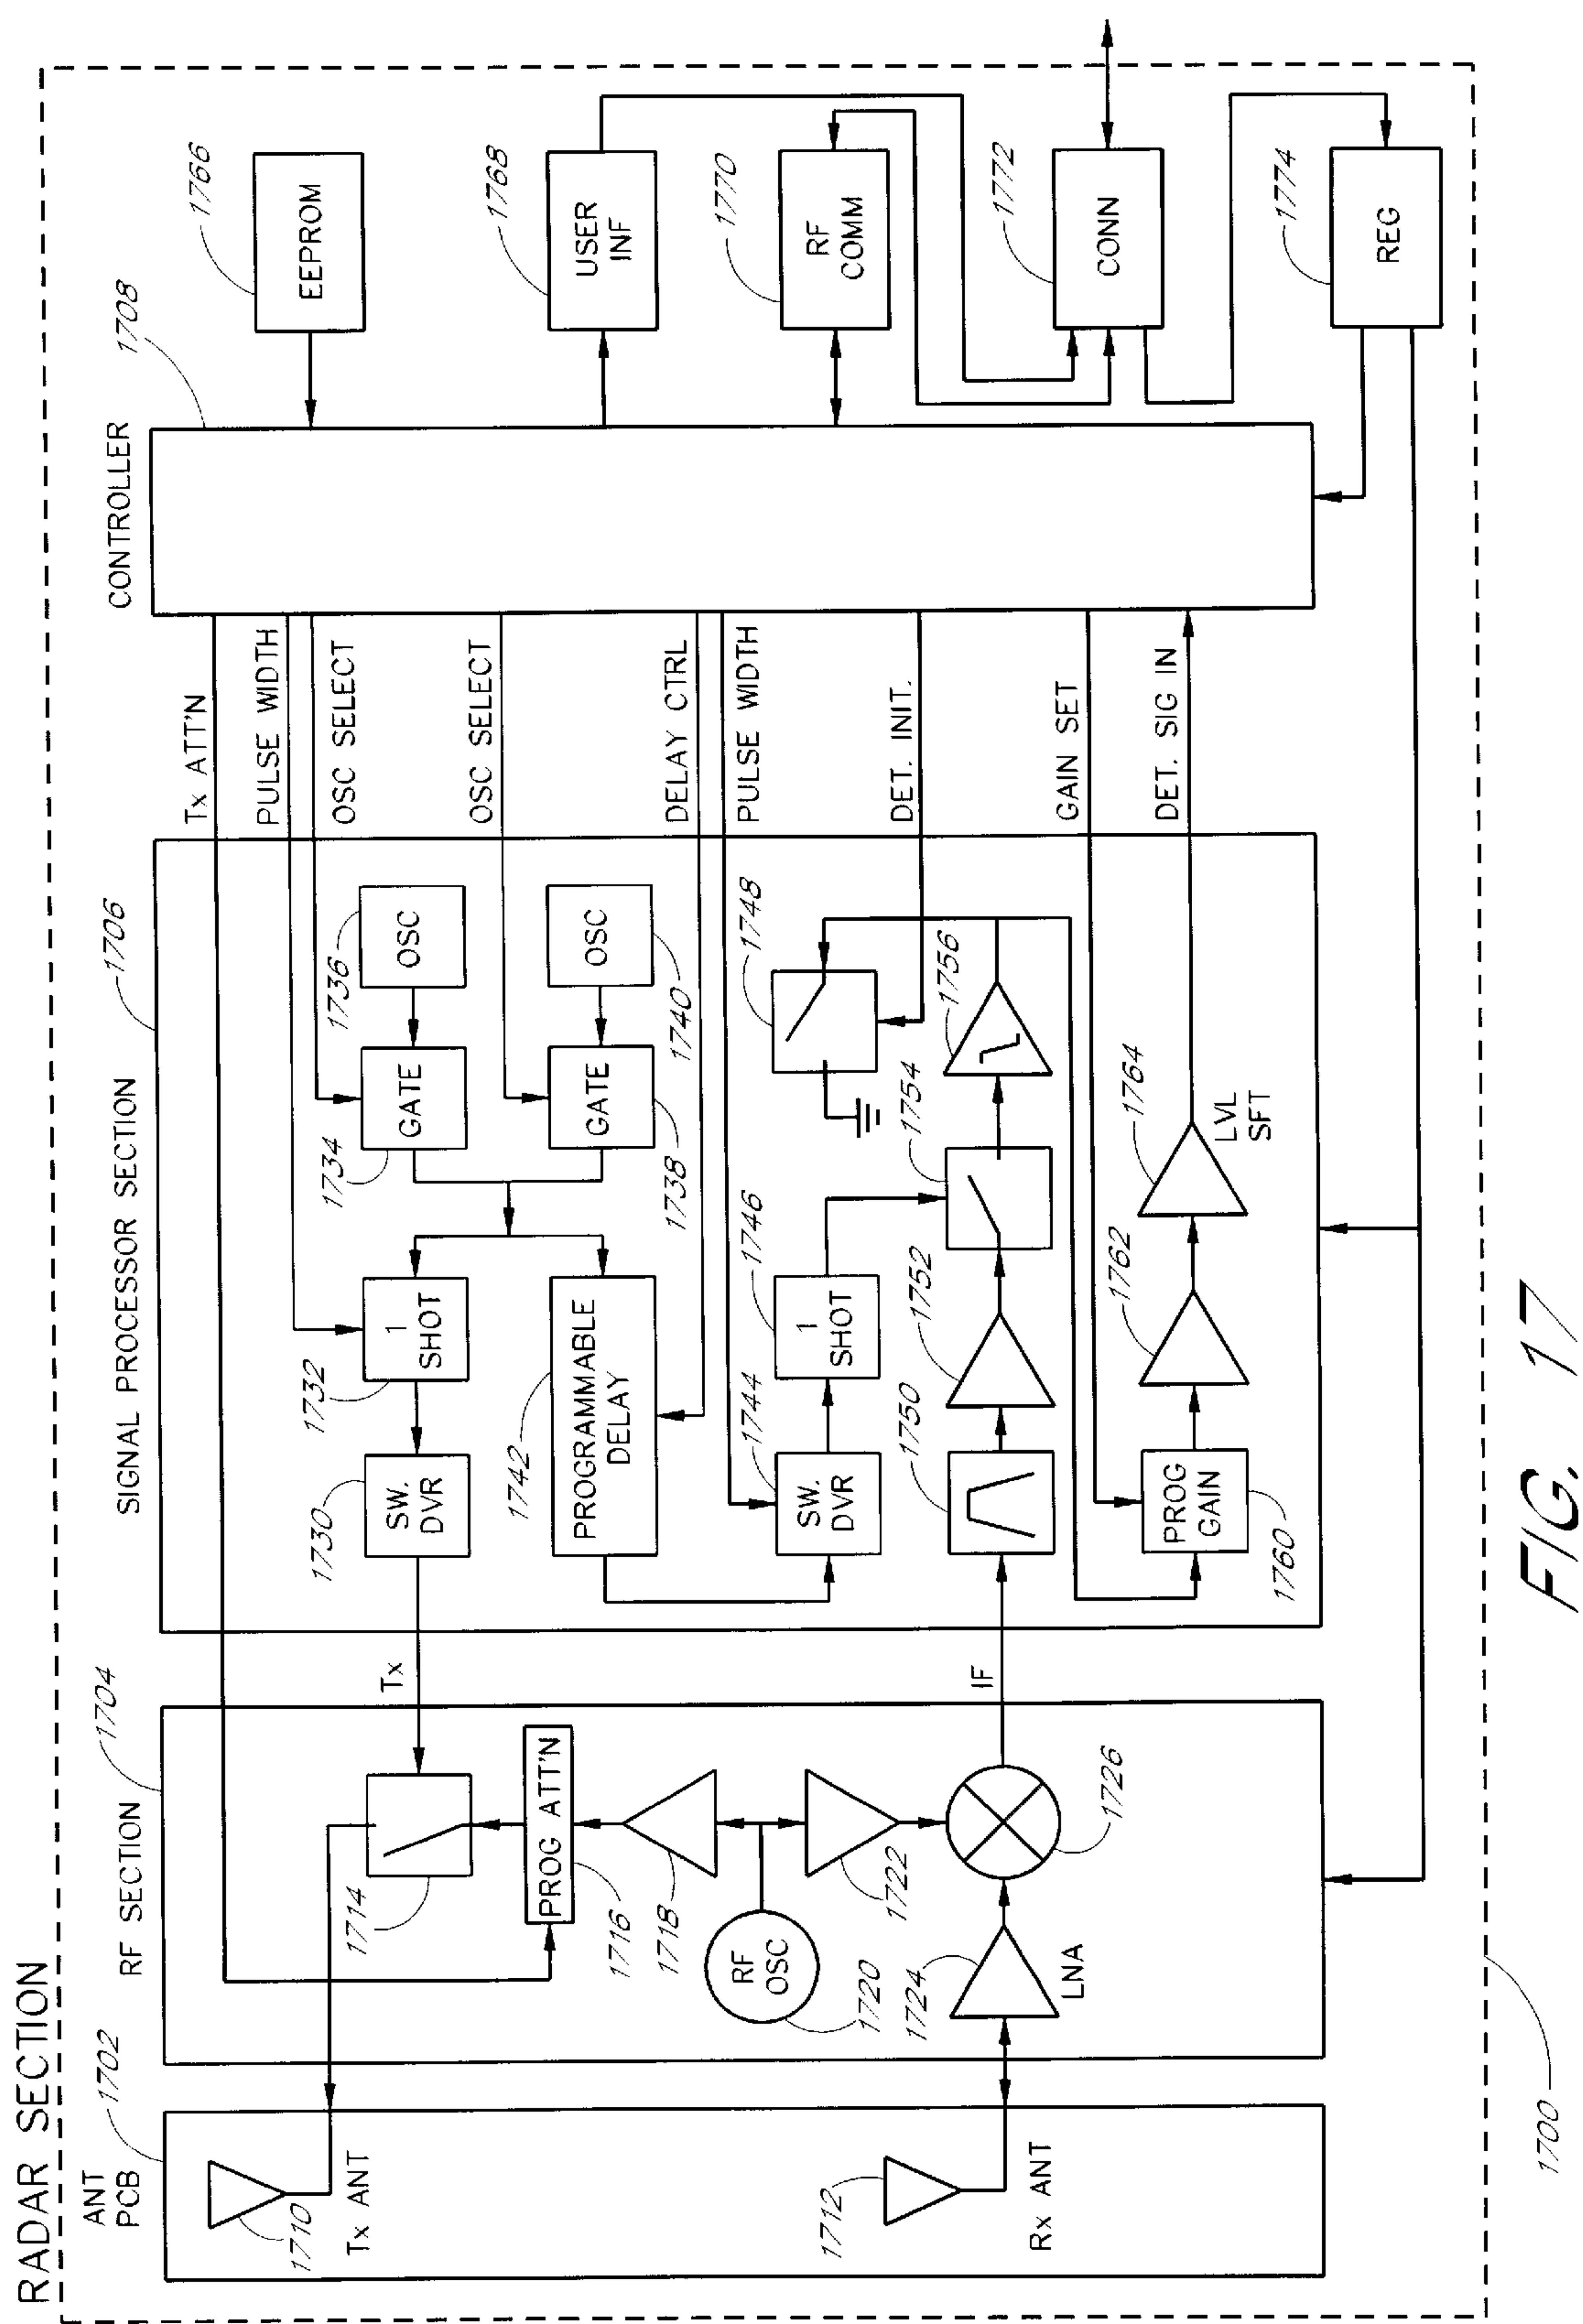 RADAR SECTION
ANT
PCB
1702
1710
Tx ANT
1712
Rx ANT
RF SECTION
1704
1714
PROG ATT'N
1716
1718
RF
OSC
1720
1722
1724
LNA
1726
Tx
IF
SIGNAL PROCESSOR SECTION
1706
SW.
DVR
1730
1
SHOT
1732
GATE
1734
OSC
1736
GATE
1738
OSC
1740
PROGRAMMABLE
DELAY
1742
SW.
DVR
1744
1
SHOT
1746
1748
1750
1752
1754
1756
PROG
GAIN
1760
1762
1764
LVL
SFT
Tx ATT'N
PULSE WIDTH
OSC SELECT
OSC SELECT
DELAY CTRL
PULSE WIDTH
DET. INIT.
GAIN SET
DET. SIG IN
CONTROLLER
1708
EEPROM
1766
USER
INF
1768
RF
COMM
1770
CONN
1772
REG
1774
1700
FIG. 17